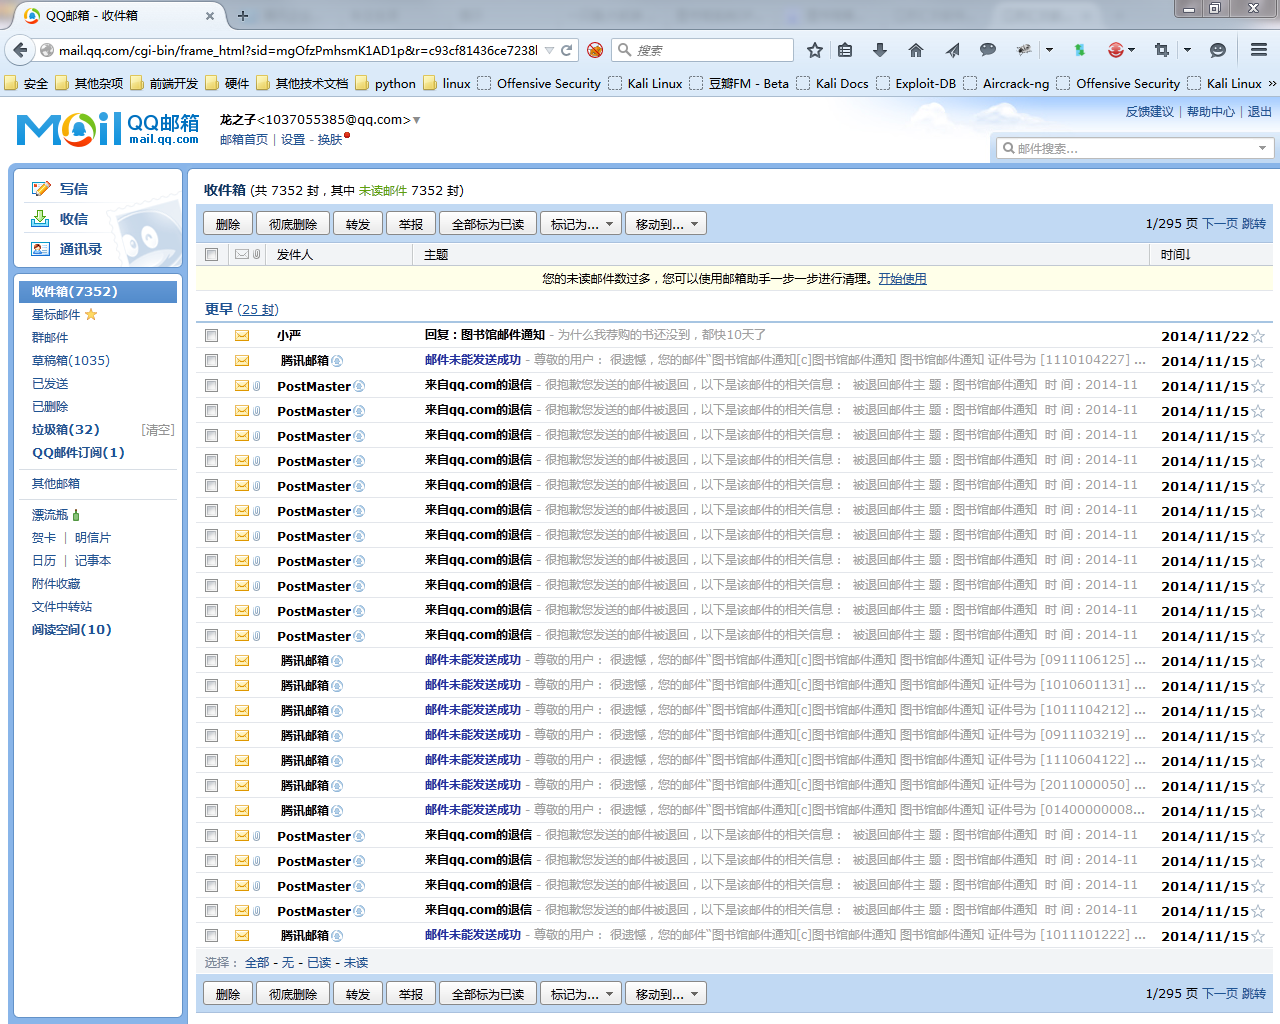 QQ邮箱 - 收件箱
mail.qq.com/cgi-bin/frame_html?sid=mgOfzPmhsmK1AD1p&r=c93cf81436ce7238l
搜索
安全 其他杂项 前端开发 硬件 其他技术文档 python linux Offensive Security Kali Linux 豆瓣FM - Beta Kali Docs Exploit-DB Aircrack-ng Offensive Security Kali Linux »
Mail QQ邮箱 mail.qq.com
龙之子<1037055385@qq.com>
邮箱首页 | 设置 - 换肤
反馈建议 | 帮助中心 | 退出
邮件搜索...
写信
收信
通讯录
收件箱(7352)
星标邮件
群邮件
草稿箱(1035)
已发送
已删除
垃圾箱(32) [清空]
QQ邮件订阅(1)
其他邮箱
漂流瓶
贺卡 | 明信片
日历 | 记事本
附件收藏
文件中转站
阅读空间(10)
收件箱 (共 7352 封，其中 未读邮件 7352 封)
删除 彻底删除 转发 举报 全部标为已读 标记为... 移动到... 1/295 页 下一页 跳转
发件人 主题 时间↓
您的未读邮件数过多，您可以使用邮箱助手一步一步进行清理。开始使用
更早 (25 封)
小严 回复：图书馆邮件通知 - 为什么我荐购的书还没到，都快10天了 2014/11/22
腾讯邮箱 邮件未能发送成功 - 尊敬的用户： 很遗憾，您的邮件“图书馆邮件通知[c]图书馆邮件通知 图书馆邮件通知 证件号为 [1110104227] ... 2014/11/15
PostMaster 来自qq.com的退信 - 很抱歉您发送的邮件被退回，以下是该邮件的相关信息： 被退回邮件主 题：图书馆邮件通知 时 间：2014-11 2014/11/15
PostMaster 来自qq.com的退信 - 很抱歉您发送的邮件被退回，以下是该邮件的相关信息： 被退回邮件主 题：图书馆邮件通知 时 间：2014-11 2014/11/15
PostMaster 来自qq.com的退信 - 很抱歉您发送的邮件被退回，以下是该邮件的相关信息： 被退回邮件主 题：图书馆邮件通知 时 间：2014-11 2014/11/15
PostMaster 来自qq.com的退信 - 很抱歉您发送的邮件被退回，以下是该邮件的相关信息： 被退回邮件主 题：图书馆邮件通知 时 间：2014-11 2014/11/15
PostMaster 来自qq.com的退信 - 很抱歉您发送的邮件被退回，以下是该邮件的相关信息： 被退回邮件主 题：图书馆邮件通知 时 间：2014-11 2014/11/15
PostMaster 来自qq.com的退信 - 很抱歉您发送的邮件被退回，以下是该邮件的相关信息： 被退回邮件主 题：图书馆邮件通知 时 间：2014-11 2014/11/15
PostMaster 来自qq.com的退信 - 很抱歉您发送的邮件被退回，以下是该邮件的相关信息： 被退回邮件主 题：图书馆邮件通知 时 间：2014-11 2014/11/15
PostMaster 来自qq.com的退信 - 很抱歉您发送的邮件被退回，以下是该邮件的相关信息： 被退回邮件主 题：图书馆邮件通知 时 间：2014-11 2014/11/15
PostMaster 来自qq.com的退信 - 很抱歉您发送的邮件被退回，以下是该邮件的相关信息： 被退回邮件主 题：图书馆邮件通知 时 间：2014-11 2014/11/15
PostMaster 来自qq.com的退信 - 很抱歉您发送的邮件被退回，以下是该邮件的相关信息： 被退回邮件主 题：图书馆邮件通知 时 间：2014-11 2014/11/15
PostMaster 来自qq.com的退信 - 很抱歉您发送的邮件被退回，以下是该邮件的相关信息： 被退回邮件主 题：图书馆邮件通知 时 间：2014-11 2014/11/15
腾讯邮箱 邮件未能发送成功 - 尊敬的用户： 很遗憾，您的邮件“图书馆邮件通知[c]图书馆邮件通知 图书馆邮件通知 证件号为 [0911106125] ... 2014/11/15
腾讯邮箱 邮件未能发送成功 - 尊敬的用户： 很遗憾，您的邮件“图书馆邮件通知[c]图书馆邮件通知 图书馆邮件通知 证件号为 [1010601131] ... 2014/11/15
腾讯邮箱 邮件未能发送成功 - 尊敬的用户： 很遗憾，您的邮件“图书馆邮件通知[c]图书馆邮件通知 图书馆邮件通知 证件号为 [1011104212] ... 2014/11/15
腾讯邮箱 邮件未能发送成功 - 尊敬的用户： 很遗憾，您的邮件“图书馆邮件通知[c]图书馆邮件通知 图书馆邮件通知 证件号为 [0911103219] ... 2014/11/15
腾讯邮箱 邮件未能发送成功 - 尊敬的用户： 很遗憾，您的邮件“图书馆邮件通知[c]图书馆邮件通知 图书馆邮件通知 证件号为 [1110604122] ... 2014/11/15
腾讯邮箱 邮件未能发送成功 - 尊敬的用户： 很遗憾，您的邮件“图书馆邮件通知[c]图书馆邮件通知 图书馆邮件通知 证件号为 [2011000050] ... 2014/11/15
腾讯邮箱 邮件未能发送成功 - 尊敬的用户： 很遗憾，您的邮件“图书馆邮件通知[c]图书馆邮件通知 图书馆邮件通知 证件号为 [01400000008... 2014/11/15
PostMaster 来自qq.com的退信 - 很抱歉您发送的邮件被退回，以下是该邮件的相关信息： 被退回邮件主 题：图书馆邮件通知 时 间：2014-11 2014/11/15
PostMaster 来自qq.com的退信 - 很抱歉您发送的邮件被退回，以下是该邮件的相关信息： 被退回邮件主 题：图书馆邮件通知 时 间：2014-11 2014/11/15
PostMaster 来自qq.com的退信 - 很抱歉您发送的邮件被退回，以下是该邮件的相关信息： 被退回邮件主 题：图书馆邮件通知 时 间：2014-11 2014/11/15
PostMaster 来自qq.com的退信 - 很抱歉您发送的邮件被退回，以下是该邮件的相关信息： 被退回邮件主 题：图书馆邮件通知 时 间：2014-11 2014/11/15
腾讯邮箱 邮件未能发送成功 - 尊敬的用户： 很遗憾，您的邮件“图书馆邮件通知[c]图书馆邮件通知 图书馆邮件通知 证件号为 [1011101222] ... 2014/11/15
选择： 全部 - 无 - 已读 - 未读
删除 彻底删除 转发 举报 全部标为已读 标记为... 移动到... 1/295 页 下一页 跳转